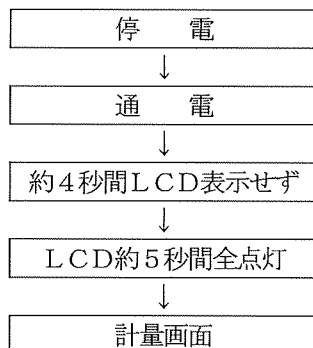 停　　電
↓
通　　電
↓
約４秒間ＬＣＤ表示せず
↓
ＬＣＤ約５秒間全点灯
↓
計量画面